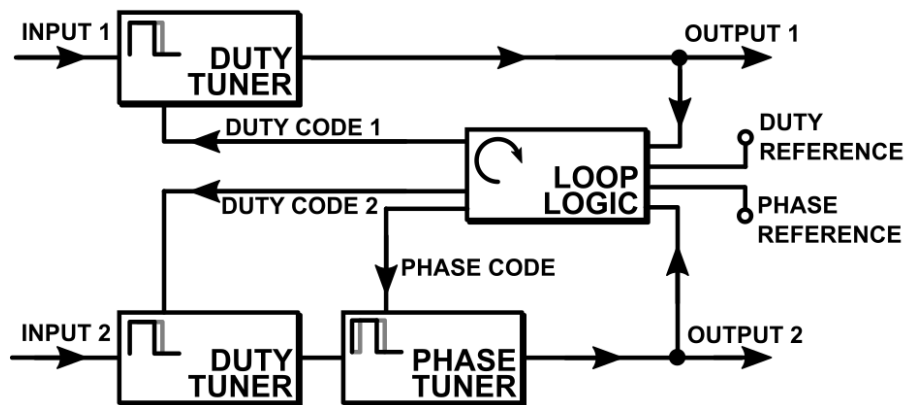 INPUT 1
DUTY
TUNER
OUTPUT 1
DUTY CODE 1
DUTY
REFERENCE
LOOP
LOGIC
DUTY CODE 2
PHASE
REFERENCE
PHASE CODE
INPUT 2
DUTY
TUNER
PHASE
TUNER
OUTPUT 2